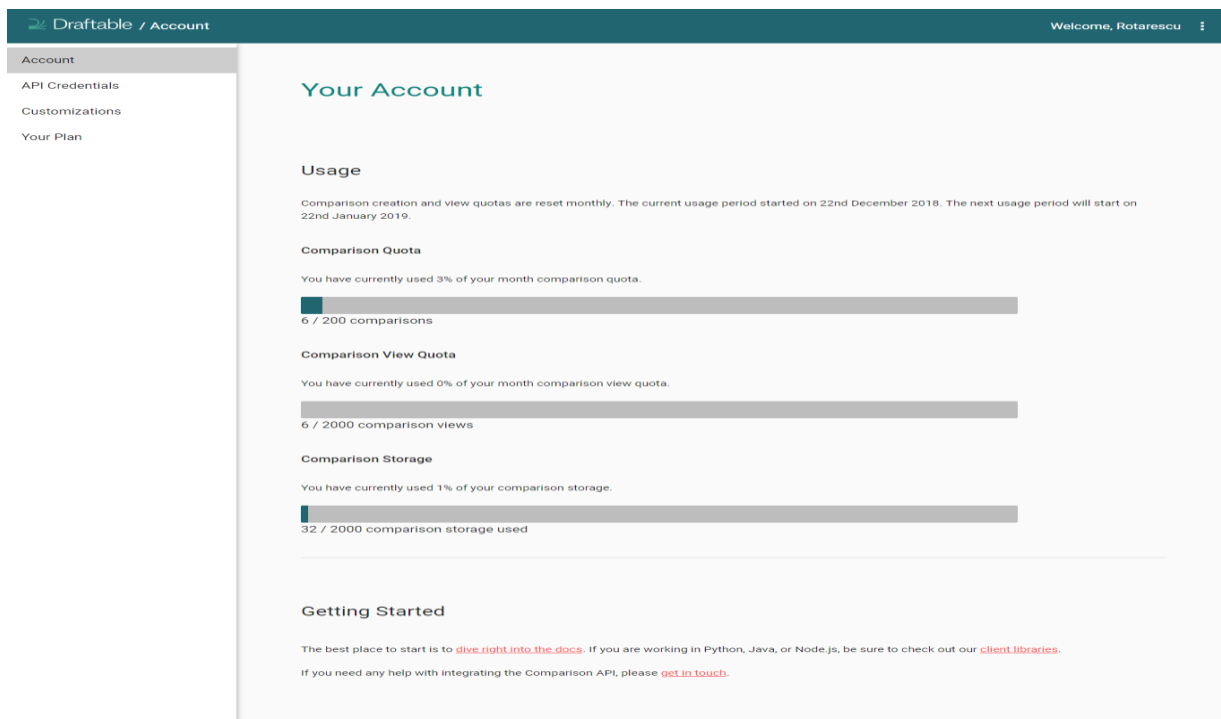 Draftable / Account
Welcome, Rotarescu
Account
API Credentials
Customizations
Your Plan
Your Account
Usage
Comparison creation and view quotas are reset monthly. The current usage period started on 22nd December 2018. The next usage period will start on
22nd January 2019.
Comparison Quota
You have currently used 3% of your month comparison quota.
6 / 200 comparisons
Comparison View Quota
You have currently used 0% of your month comparison view quota.
6 / 2000 comparison views
Comparison Storage
You have currently used 1% of your comparison storage.
32 / 2000 comparison storage used
Getting Started
The best place to start is to dive right into the docs. If you are working in Python, Java, or Node.js, be sure to check out our client libraries.
If you need any help with integrating the Comparison API, please get in touch.